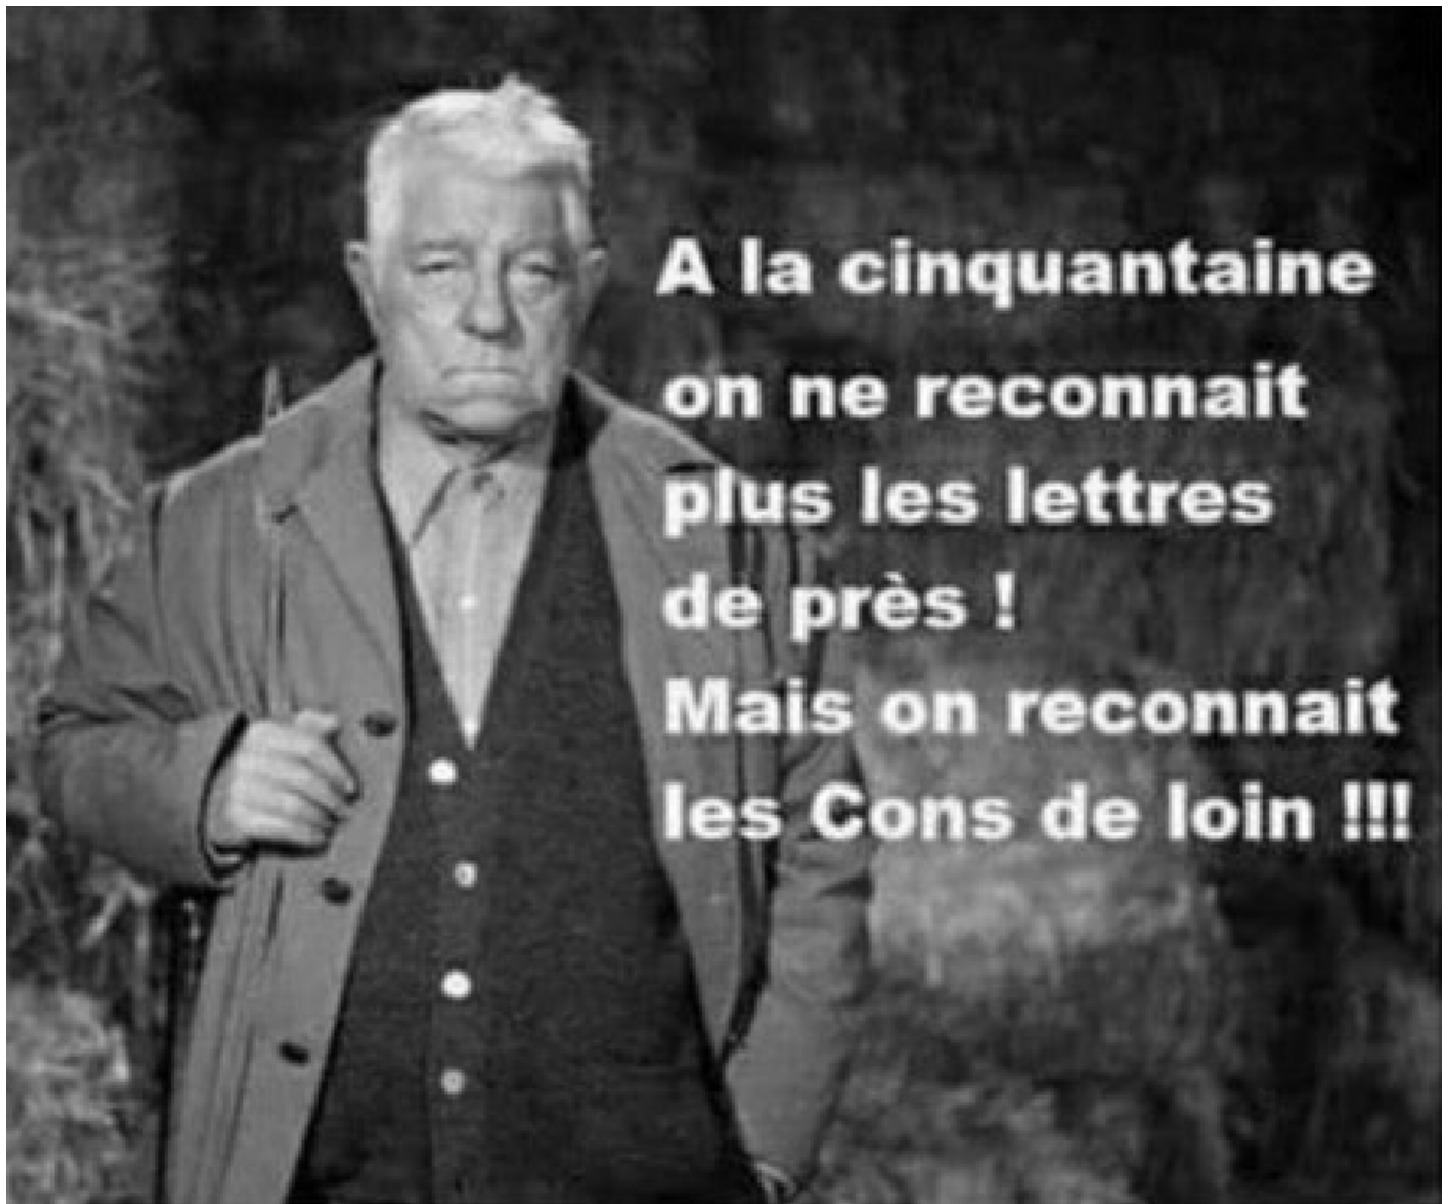 A la cinquantaine
on ne reconnait
plus les lettres
de près !
Mais on reconnait
les Cons de loin !!!